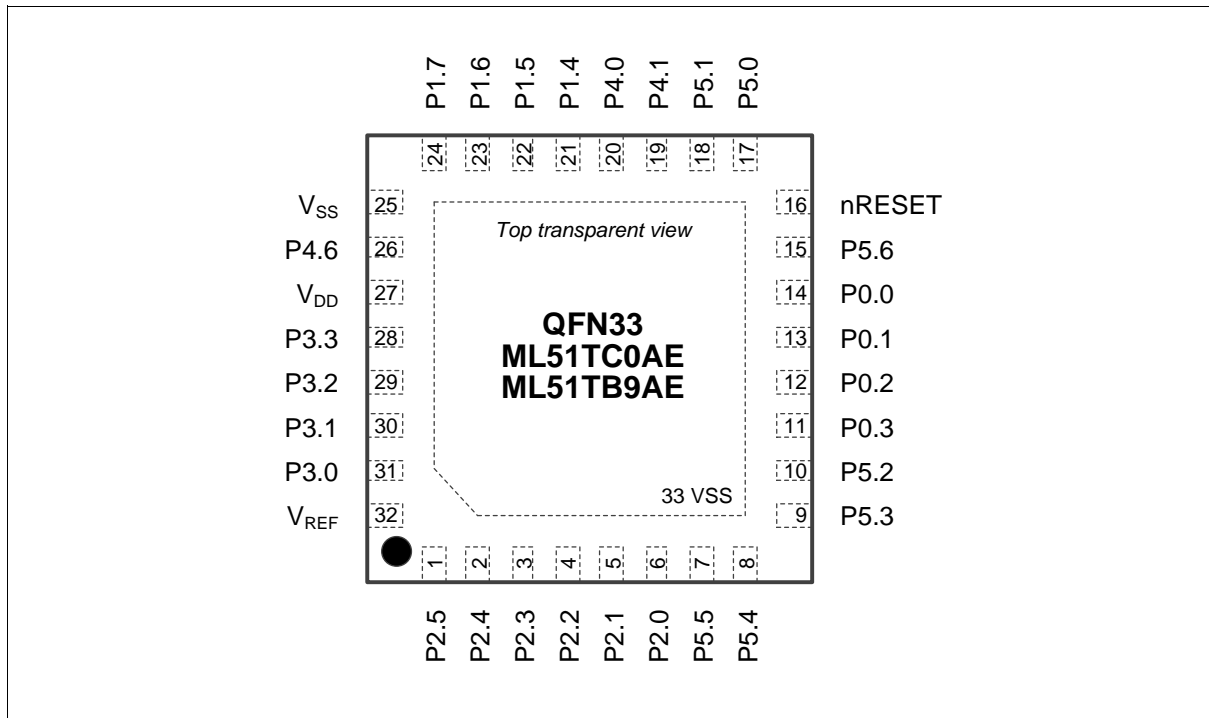 P1.7 P1.6 P1.5 P1.4 P4.0 P4.1 P5.1 P5.0
24 23 22 21 20 19 18 17
VSS 25 16 nRESET
Top transparent view
P4.6 26 15 P5.6
VDD 27 14 P0.0
QFN33
P3.3 28 13 P0.1
ML51TC0AE
P3.2 29 12 P0.2
ML51TB9AE
P3.1 30 11 P0.3
P3.0 31 10 P5.2
33 VSS
VREF 32 9 P5.3
1 2 3 4 5 6 7 8
P2.5 P2.4 P2.3 P2.2 P2.1 P2.0 P5.5 P5.4